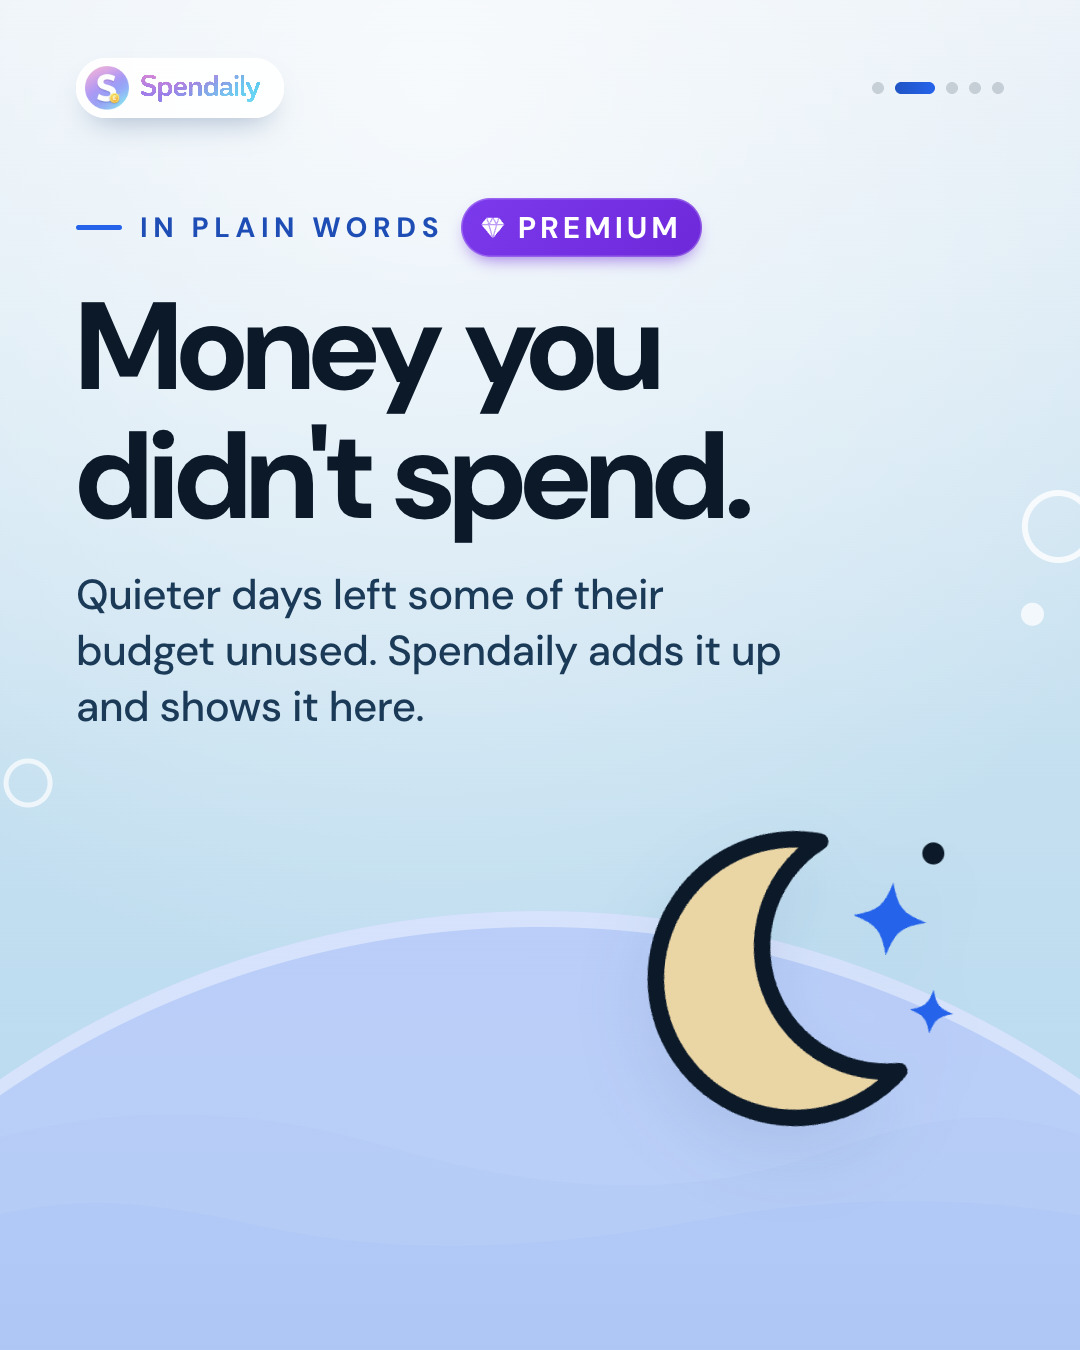 Spendaily
IN PLAIN WORDS
PREMIUM
Money you
didn't spend.
Quieter days left some of their
budget unused. Spendaily adds it up
and shows it here.